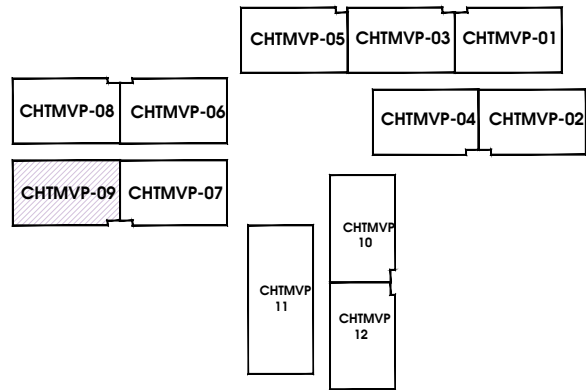 CHTMVP-05 CHTMVP-03 CHTMVP-01
CHTMVP-08 CHTMVP-06
CHTMVP-04 CHTMVP-02
CHTMVP-09 CHTMVP-07
CHTMVP
10
CHTMVP
11
CHTMVP
12